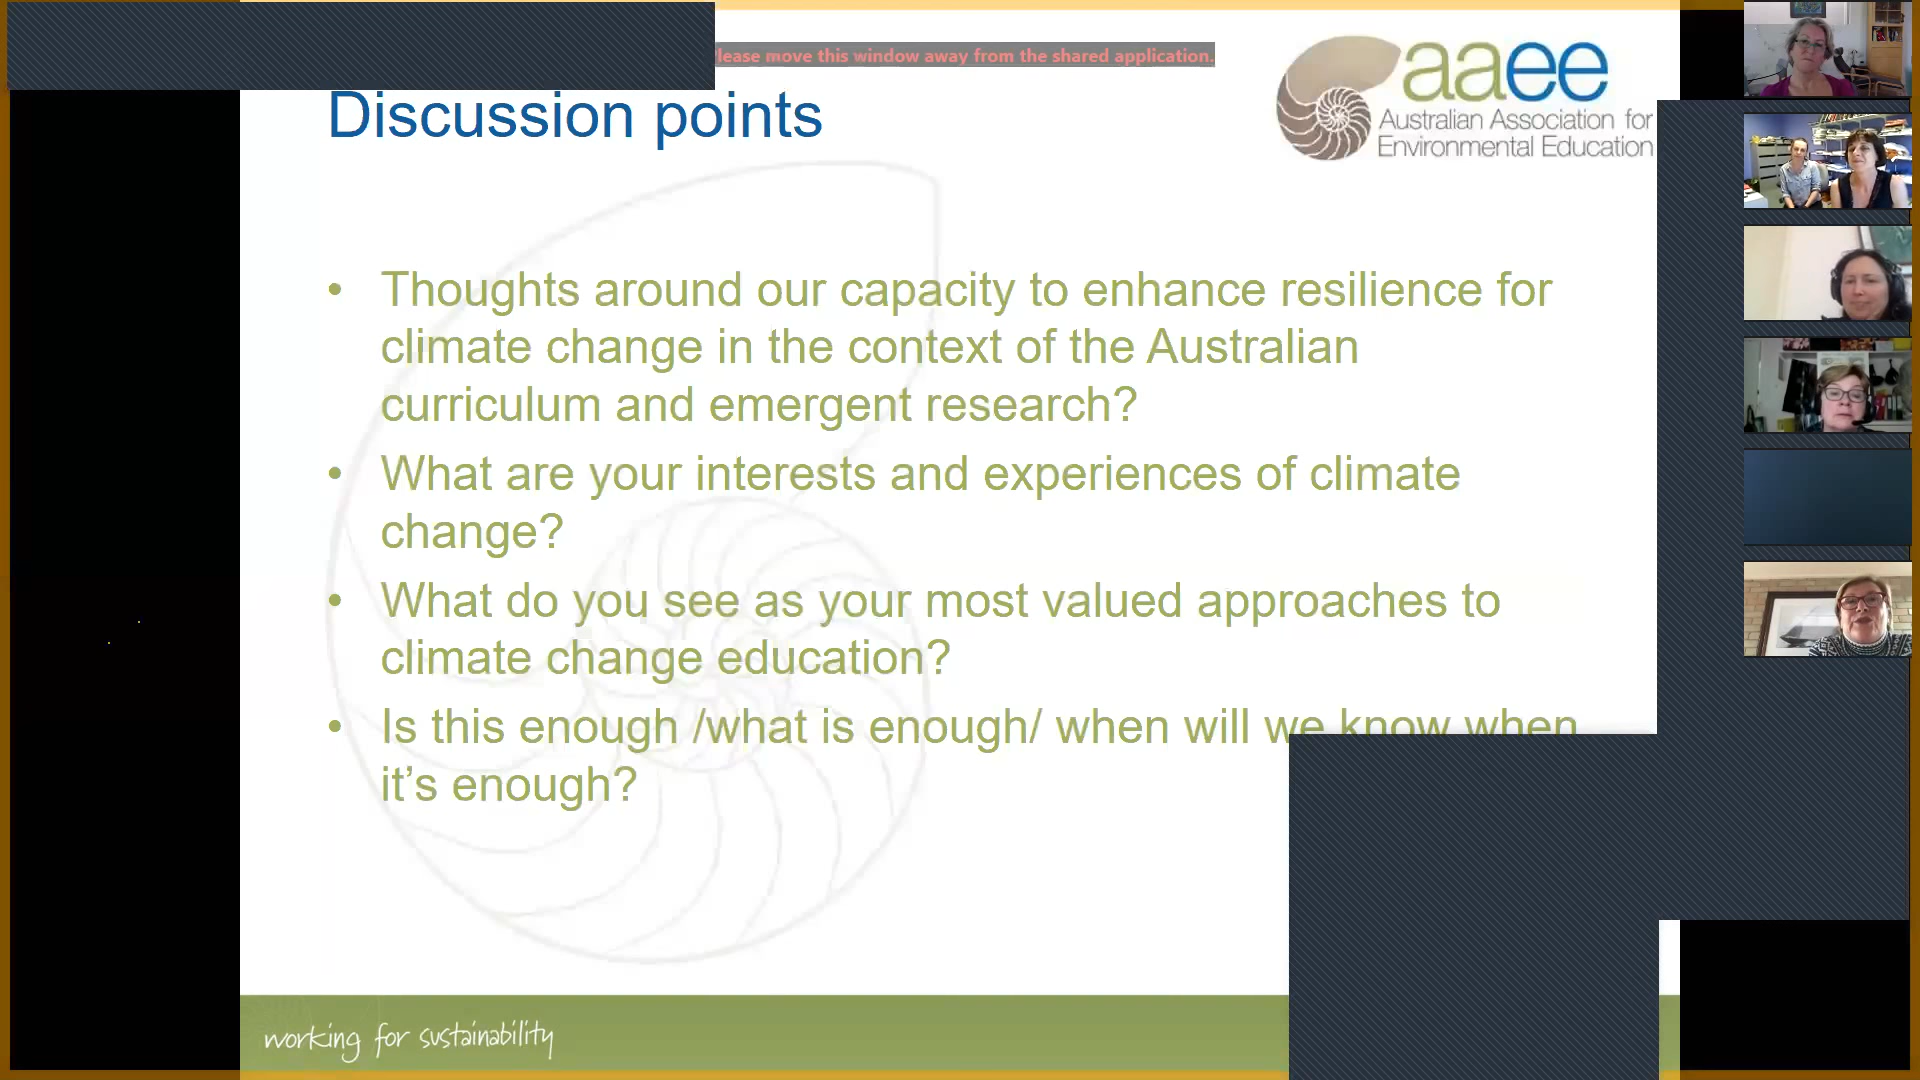 lease move this window away from the shared application.
aaee
Australian Association for
Environmental Education
Discussion points
• Thoughts around our capacity to enhance resilience for
climate change in the context of the Australian
curriculum and emergent research?
• What are your interests and experiences of climate
change?
• What do you see as your most valued approaches to
climate change education?
• Is this enough /what is enough/ when will we know when
it’s enough?
working for sustainability